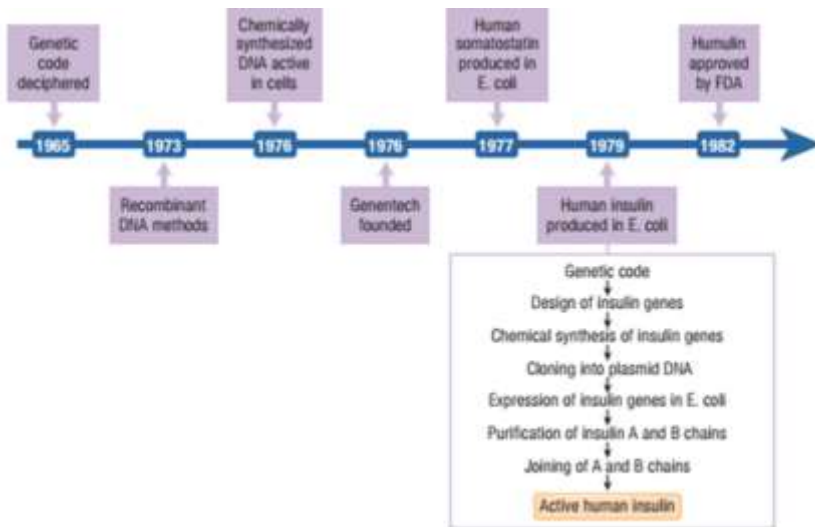 Genetic
code
deciphered
Chemically
synthesized
DNA active
in cells
Human
somatostatin
produced in
E. coli
Humulin
approved
by FDA
1965
1973
1976
1976
1977
1979
1982
Recombinant
DNA methods
Genentech
founded
Human insulin
produced in E. coli
Genetic code
Design of insulin genes
Chemical synthesis of insulin genes
Cloning into plasmid DNA
Expression of insulin genes in E. coli
Purification of insulin A and B chains
Joining of A and B chains
Active human insulin